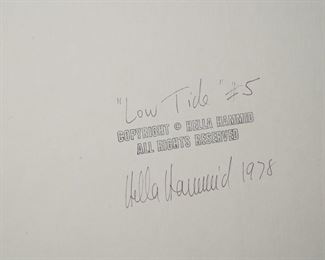 "Low Tide" #5
COPYRIGHT © HELLA HAMMID
ALL RIGHTS RESERVED
Hella Hammid 1978